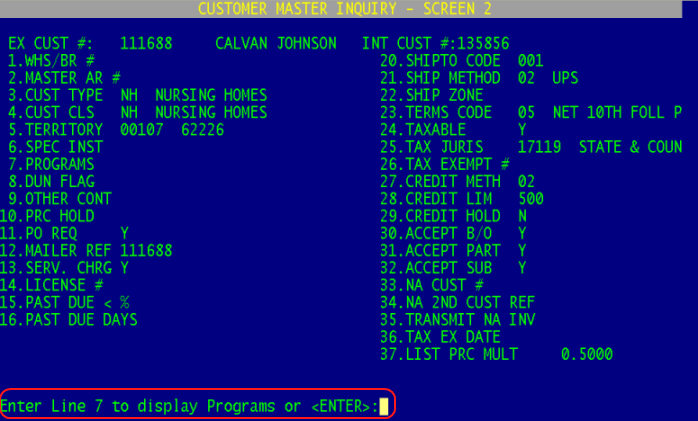 CUSTOMER MASTER INQUIRY - SCREEN 2
EX CUST #: 111688 CALVAN JOHNSON INT CUST #:135856
1.WHS/BR # 20.SHIPTO CODE 001
2.MASTER AR # 21.SHIP METHOD 02 UPS
3.CUST TYPE NH NURSING HOMES 22.SHIP ZONE
4.CUST CLS NH NURSING HOMES 23.TERMS CODE 05 NET 10TH FOLL P
5.TERRITORY 00107 62226 24.TAXABLE Y
6.SPEC INST 25.TAX JURIS 17119 STATE & COUN
7.PROGRAMS 26.TAX EXEMPT #
8.DUN FLAG 27.CREDIT METH 02
9.OTHER CONT 28.CREDIT LIM 500
10.PRC HOLD 29.CREDIT HOLD N
11.PO REQ Y 30.ACCEPT B/O Y
12.MAILER REF 111688 31.ACCEPT PART Y
13.SERV. CHRG Y 32.ACCEPT SUB Y
14.LICENSE # 33.NA CUST #
15.PAST DUE < % 34.NA 2ND CUST REF
16.PAST DUE DAYS 35.TRANSMIT NA INV
36.TAX EX DATE
37.LIST PRC MULT 0.5000
Enter Line 7 to display Programs or <ENTER>: